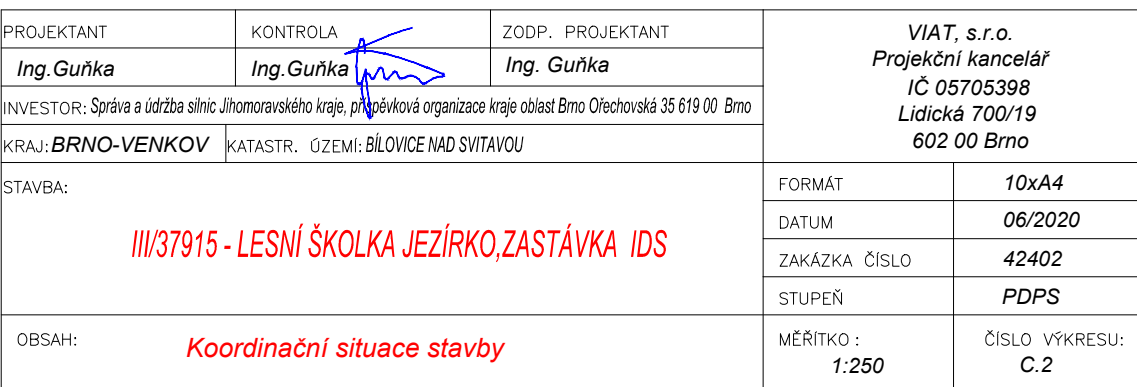 PROJEKTANT KONTROLA ZODP. PROJEKTANT
Ing.Guňka Ing.Guňka Ing. Guňka
INVESTOR: Správa a údržba silnic Jihomoravského kraje, příspěvková organizace kraje oblast Brno Ořechovská 35 619 00 Brno
KRAJ: BRNO-VENKOV KATASTR. ÚZEMÍ: BÍLOVICE NAD SVITAVOU
VIAT, s.r.o.
Projekční kancelář
IČ 05705398
Lidická 700/19
602 00 Brno
STAVBA:
III/37915 - LESNÍ ŠKOLKA JEZÍRKO,ZASTÁVKA IDS
FORMÁT 10xA4
DATUM 06/2020
ZAKÁZKA ČÍSLO 42402
STUPEŇ PDPS
OBSAH: Koordinační situace stavby
MĚŘÍTKO : ČÍSLO VÝKRESU:
1:250 C.2